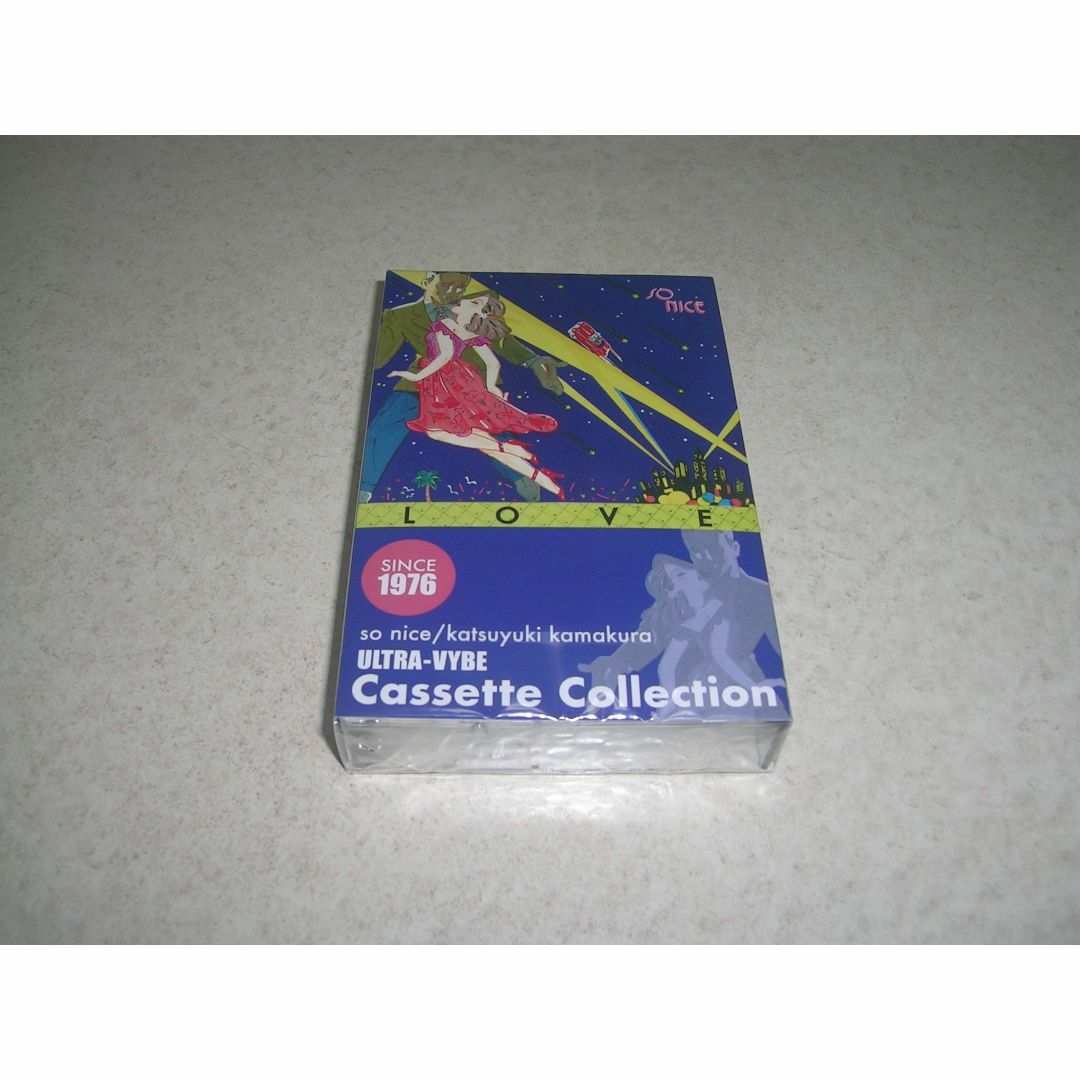 SO
NICE
LOVE
SINCE
1976
so nice/katsuyuki kamakura
ULTRA-VYBE
Cassette Collection